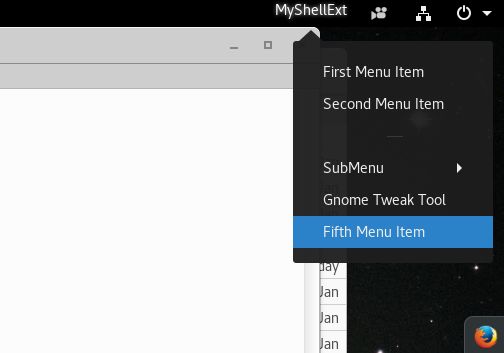 MyShellExt
First Menu Item
Second Menu Item
SubMenu
Gnome Tweak Tool
Fifth Menu Item
day
Jan
Jan
Jan